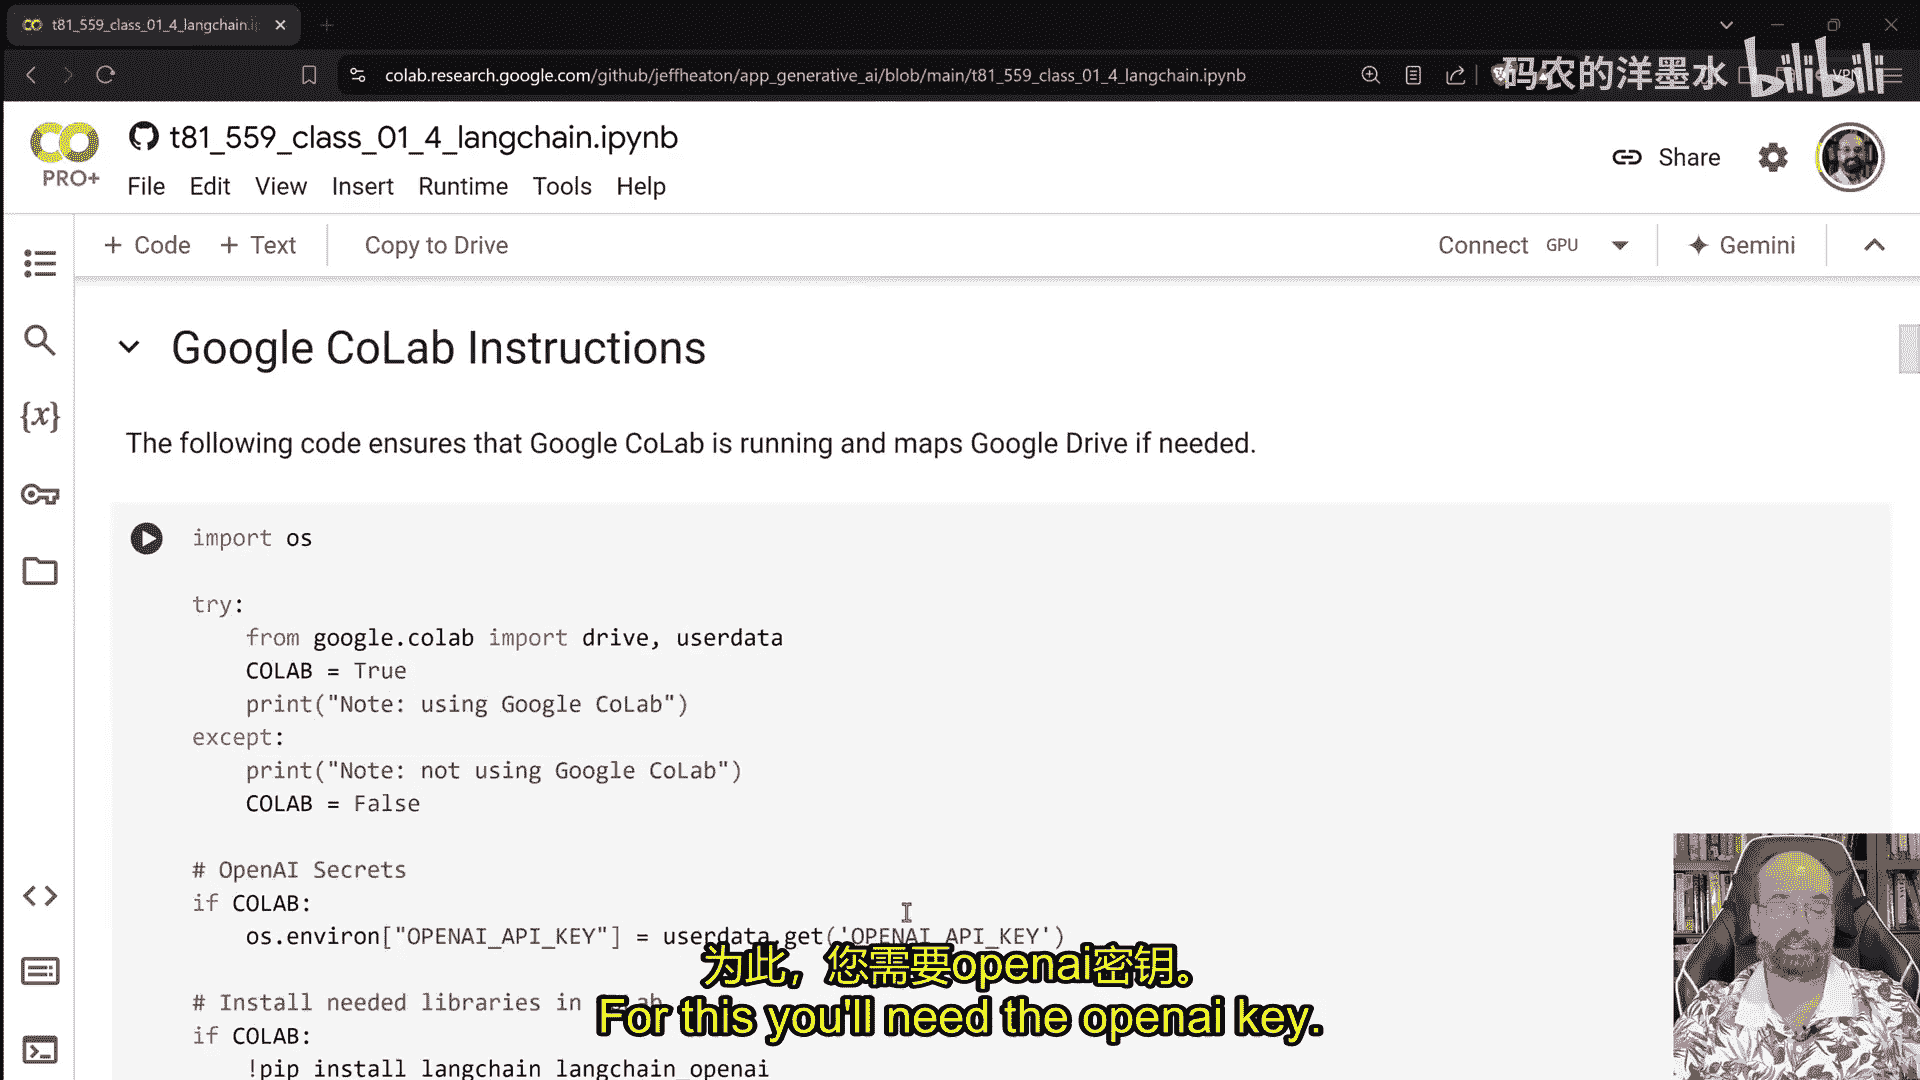 t81_559_class_01_4_langchain.i
colab.research.google.com/github/jeffheaton/app_generative_ai/blob/main/t81_559_class_01_4_langchain.ipynb
码农的洋墨水 bilibili
VPN
t81_559_class_01_4_langchain.ipynb
PRO+
File Edit View Insert Runtime Tools Help
Share
+ Code + Text Copy to Drive
Connect GPU Gemini
Google CoLab Instructions
The following code ensures that Google CoLab is running and maps Google Drive if needed.
import os
try:
from google.colab import drive, userdata
COLAB = True
print("Note: using Google CoLab")
except:
print("Note: not using Google CoLab")
COLAB = False
# OpenAI Secrets
if COLAB:
os.environ["OPENAI_API_KEY"] = userdata.get('OPENAI_API_KEY')
# Install needed libraries in
if COLAB:
!pip install langchain langchain_openai
为此，您需要openai密钥。
For this you'll need the openai key.